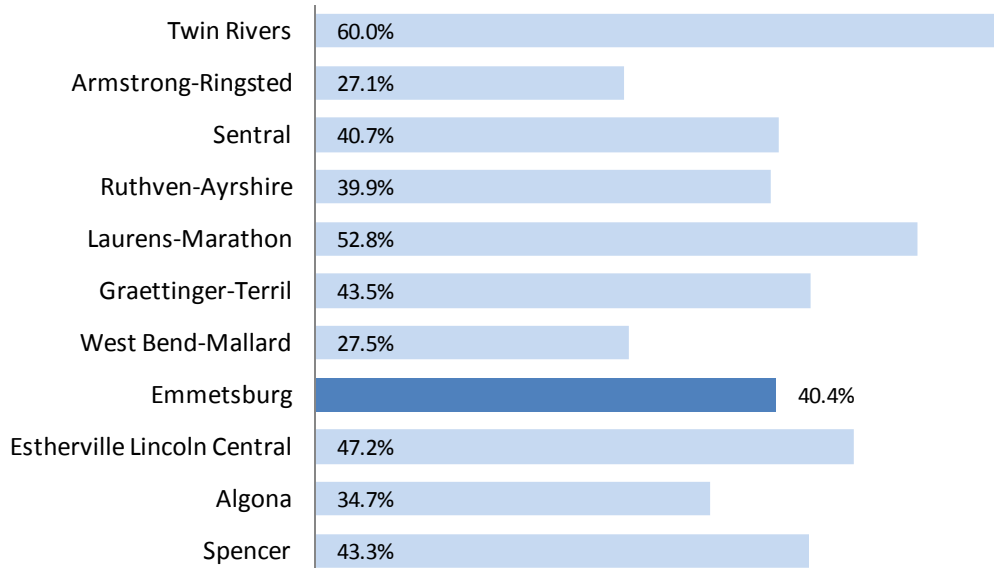 Twin Rivers 60.0%
Armstrong-Ringsted 27.1%
Sentral 40.7%
Ruthven-Ayrshire 39.9%
Laurens-Marathon 52.8%
Graettinger-Terril 43.5%
West Bend-Mallard 27.5%
Emmetsburg 40.4%
Estherville Lincoln Central 47.2%
Algona 34.7%
Spencer 43.3%